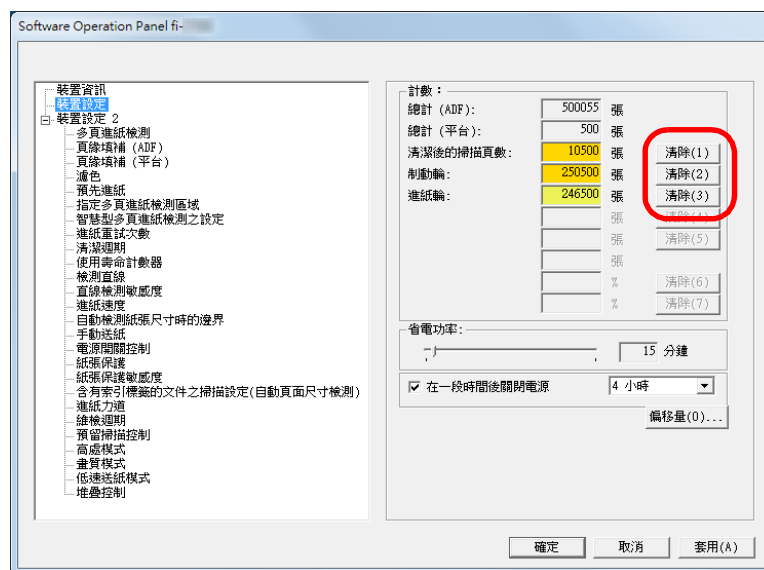 Software Operation Panel fi-
裝置資訊
裝置設定
裝置設定 2
多頁進紙檢測
頁緣填補 (ADF)
頁緣填補 (平台)
濾色
預先進紙
指定多頁進紙檢測區域
智慧型多頁進紙檢測之設定
進紙重試次數
清潔週期
使用壽命計數器
檢測直線
直線檢測敏感度
進紙速度
自動檢測紙張尺寸時的邊界
手動送紙
電源開關控制
紙張保護
紙張保護敏感度
含有索引標籤的文件之掃描設定(自動頁面尺寸檢測)
進紙力道
維檢週期
預留掃描控制
高處模式
畫質模式
低速送紙模式
堆疊控制
計數：
總計 (ADF): 500055 張
總計 (平台): 500 張
清潔後的掃描頁數: 10500 張 清除(1)
制動輪: 250500 張 清除(2)
進紙輪: 246500 張 清除(3)
張 清除(4)
張 清除(5)
張
% 清除(6)
% 清除(7)
省電功率:
15 分鐘
在一段時間後關閉電源 4 小時
偏移量(O)...
確定 取消 套用(A)